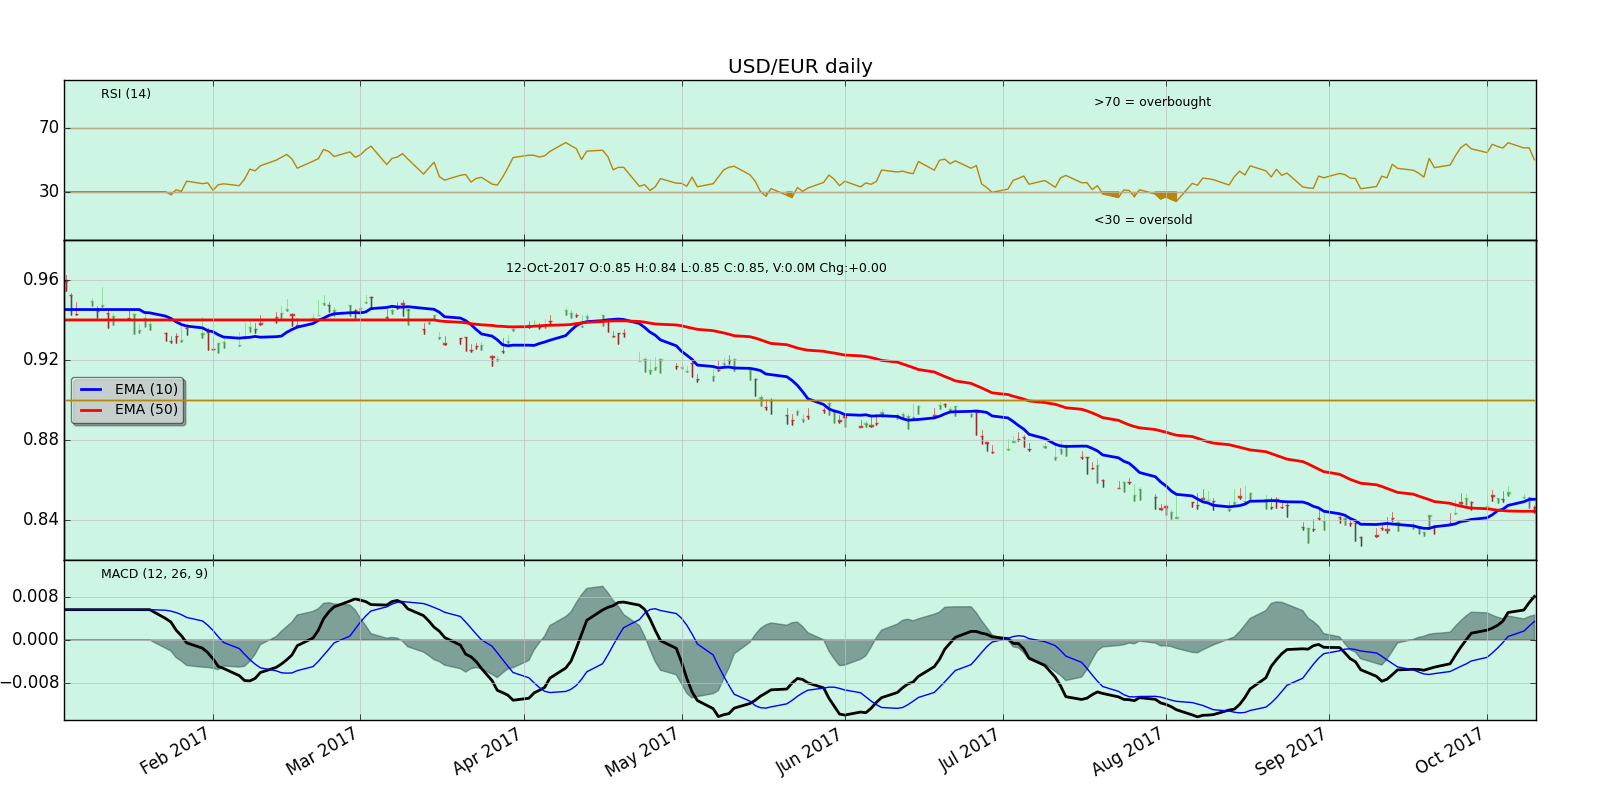 USD/EUR daily
RSI (14)
>70 = overbought
70
30
<30 = oversold
12-Oct-2017 O:0.85 H:0.84 L:0.85 C:0.85, V:0.0M Chg:+0.00
0.96
0.92
EMA (10)
EMA (50)
0.88
0.84
MACD (12, 26, 9)
0.008
0.000
−0.008
Feb 2017 Mar 2017 Apr 2017 May 2017 Jun 2017 Jul 2017 Aug 2017 Sep 2017 Oct 2017